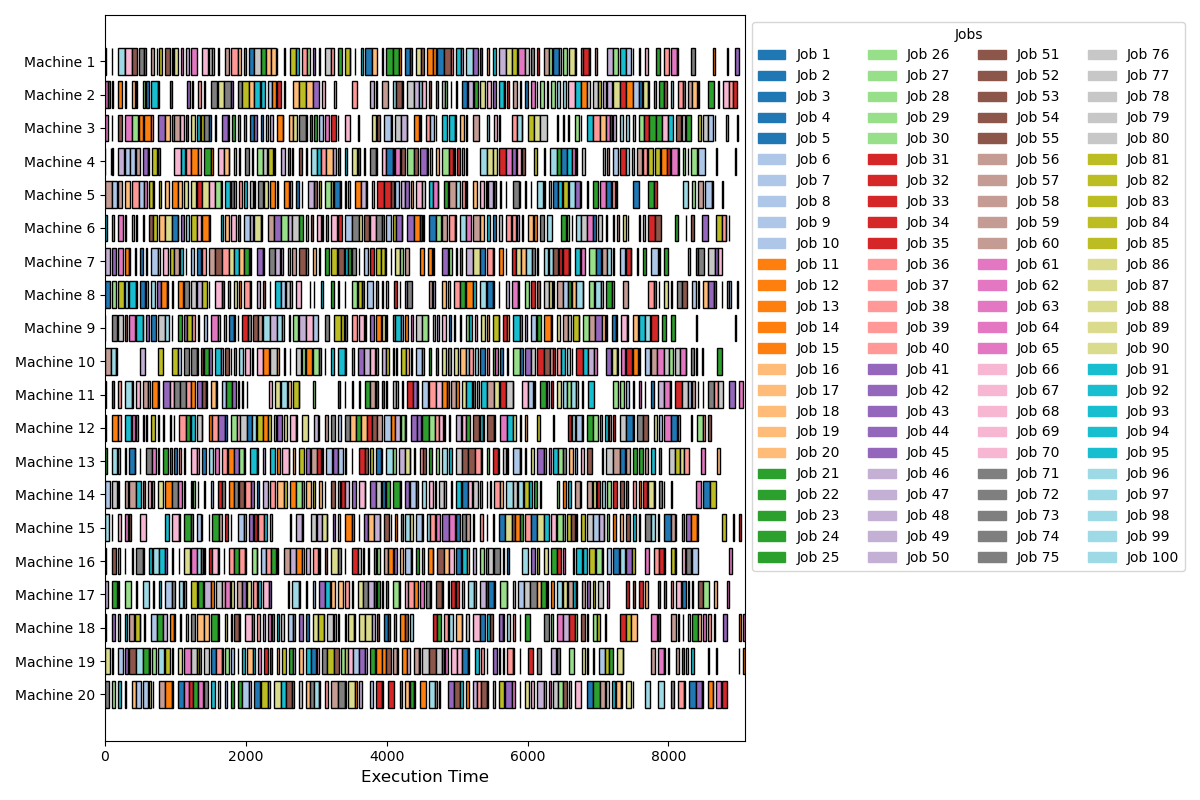 Machine 1
Machine 2
Machine 3
Machine 4
Machine 5
Machine 6
Machine 7
Machine 8
Machine 9
Machine 10
Machine 11
Machine 12
Machine 13
Machine 14
Machine 15
Machine 16
Machine 17
Machine 18
Machine 19
Machine 20
0 2000 4000 6000 8000
Execution Time
Jobs
Job 1 Job 26 Job 51 Job 76
Job 2 Job 27 Job 52 Job 77
Job 3 Job 28 Job 53 Job 78
Job 4 Job 29 Job 54 Job 79
Job 5 Job 30 Job 55 Job 80
Job 6 Job 31 Job 56 Job 81
Job 7 Job 32 Job 57 Job 82
Job 8 Job 33 Job 58 Job 83
Job 9 Job 34 Job 59 Job 84
Job 10 Job 35 Job 60 Job 85
Job 11 Job 36 Job 61 Job 86
Job 12 Job 37 Job 62 Job 87
Job 13 Job 38 Job 63 Job 88
Job 14 Job 39 Job 64 Job 89
Job 15 Job 40 Job 65 Job 90
Job 16 Job 41 Job 66 Job 91
Job 17 Job 42 Job 67 Job 92
Job 18 Job 43 Job 68 Job 93
Job 19 Job 44 Job 69 Job 94
Job 20 Job 45 Job 70 Job 95
Job 21 Job 46 Job 71 Job 96
Job 22 Job 47 Job 72 Job 97
Job 23 Job 48 Job 73 Job 98
Job 24 Job 49 Job 74 Job 99
Job 25 Job 50 Job 75 Job 100